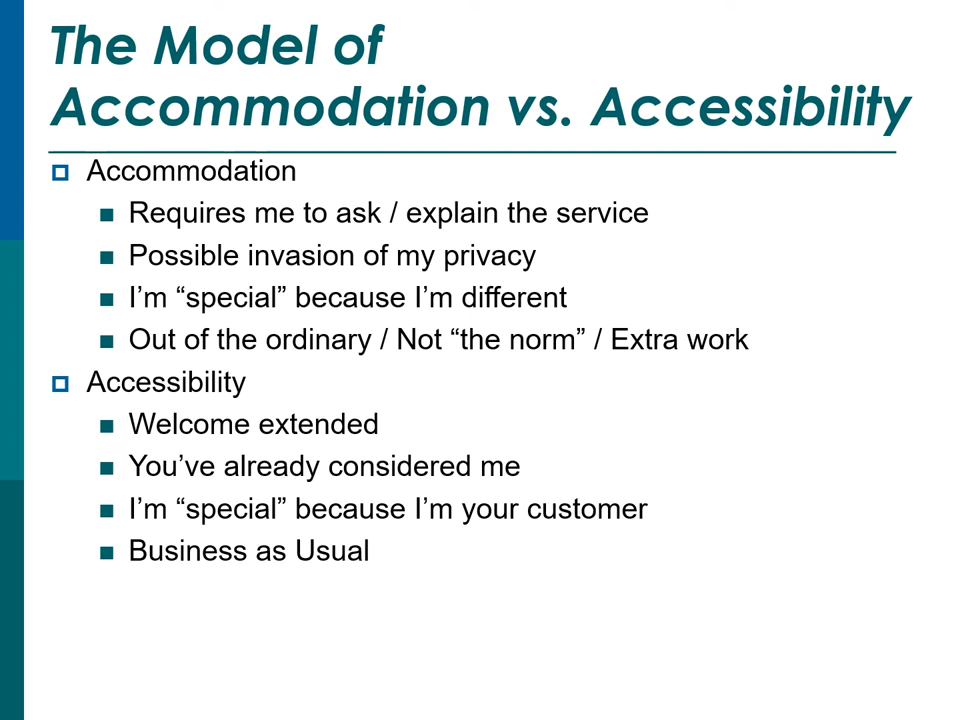 The Model of
Accommodation vs. Accessibility
Accommodation
Requires me to ask / explain the service
Possible invasion of my privacy
I’m “special” because I’m different
Out of the ordinary / Not “the norm” / Extra work
Accessibility
Welcome extended
You’ve already considered me
I’m “special” because I’m your customer
Business as Usual